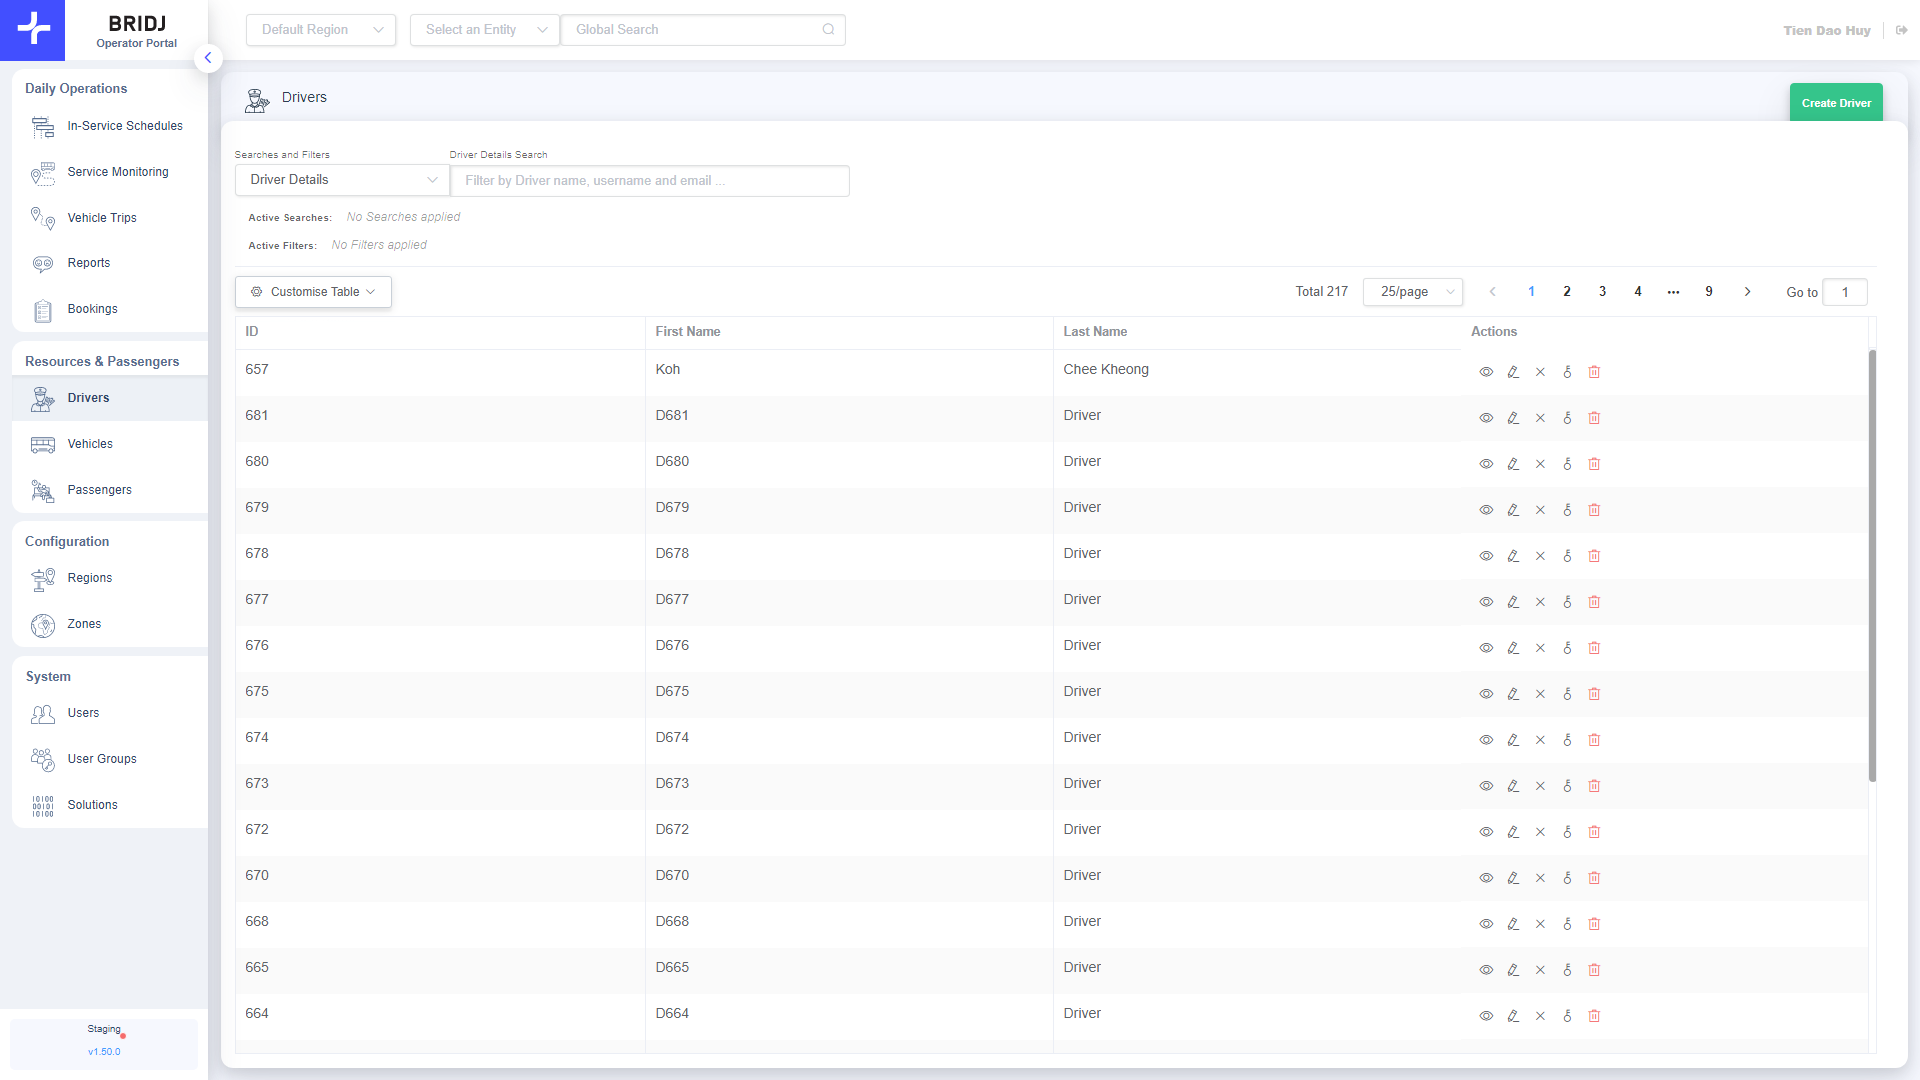 BRIDJ
Operator Portal
Default Region
Select an Entity
Global Search
Tien Dao Huy
Daily Operations
In-Service Schedules
Service Monitoring
Vehicle Trips
Reports
Bookings
Resources & Passengers
Drivers
Vehicles
Passengers
Configuration
Regions
Zones
System
Users
User Groups
Solutions
Staging
v1.50.0
Drivers
Create Driver
Searches and Filters
Driver Details Search
Driver Details
Filter by Driver name, username and email ...
Active Searches: No Searches applied
Active Filters: No Filters applied
Customise Table
Total 217 25/page 1 2 3 4 ••• 9 Go to 1
ID First Name Last Name Actions
657 Koh Chee Kheong
681 D681 Driver
680 D680 Driver
679 D679 Driver
678 D678 Driver
677 D677 Driver
676 D676 Driver
675 D675 Driver
674 D674 Driver
673 D673 Driver
672 D672 Driver
670 D670 Driver
668 D668 Driver
665 D665 Driver
664 D664 Driver